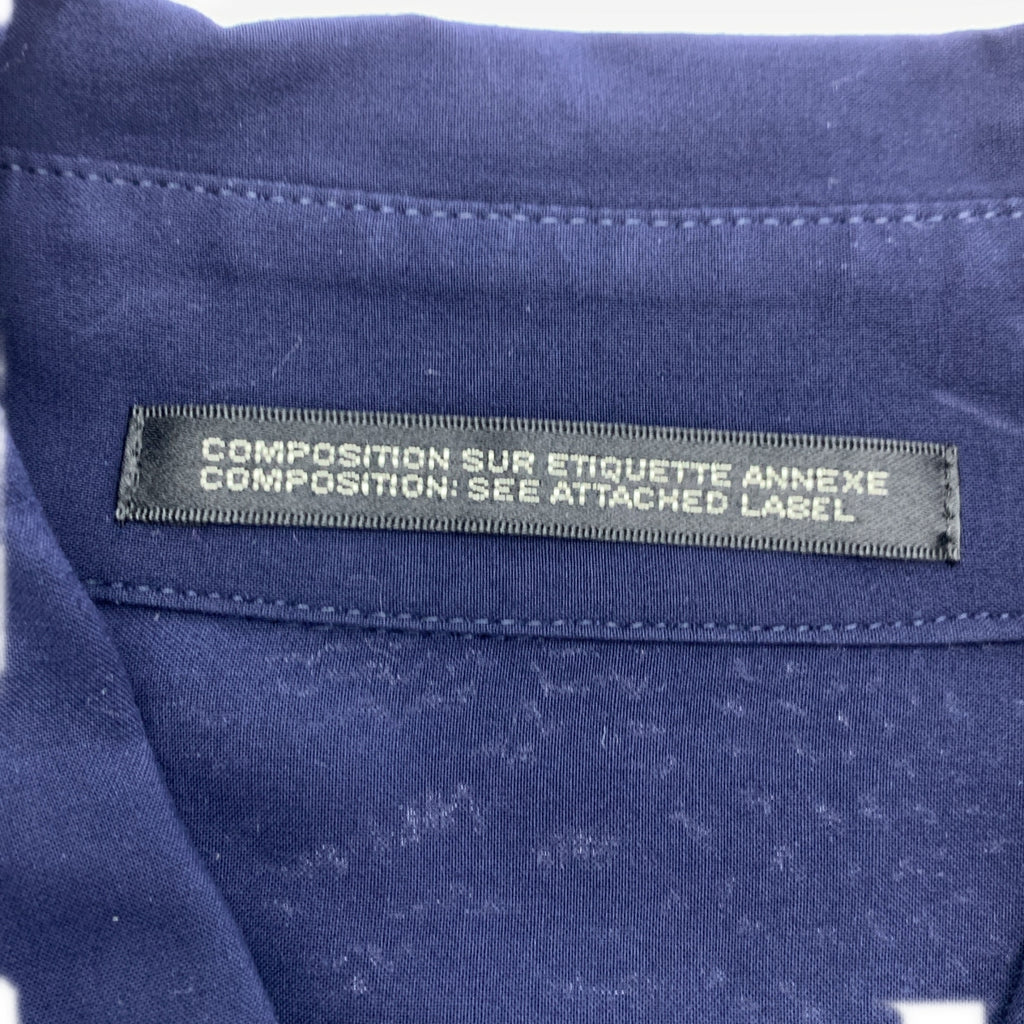 COMPOSITION SUR ETIQUETTE ANNEXE
COMPOSITION: SEE ATTACHED LABEL